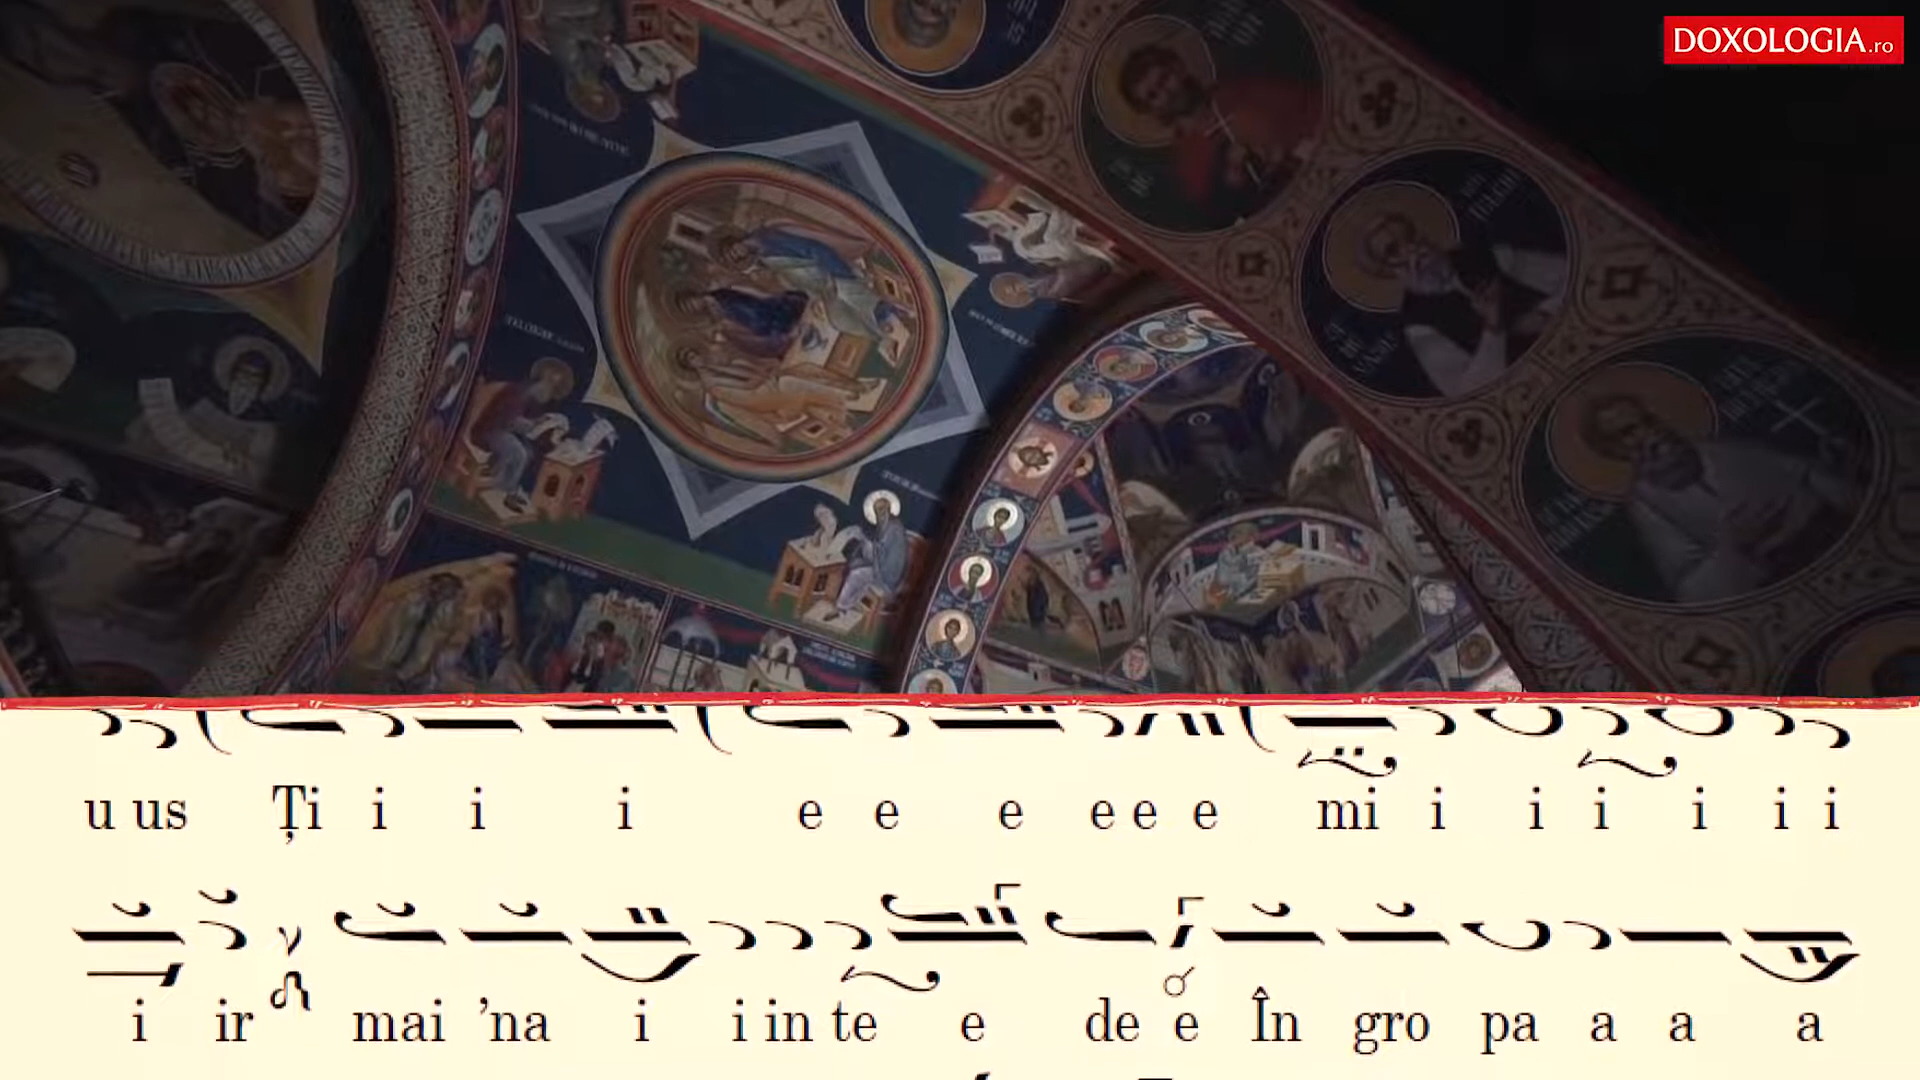 DOXOLOGIA.ro
u us Ți i i i e e e e e e mi i i i i i i
i ir mai ’na i i in te e de e În gro pa a a a